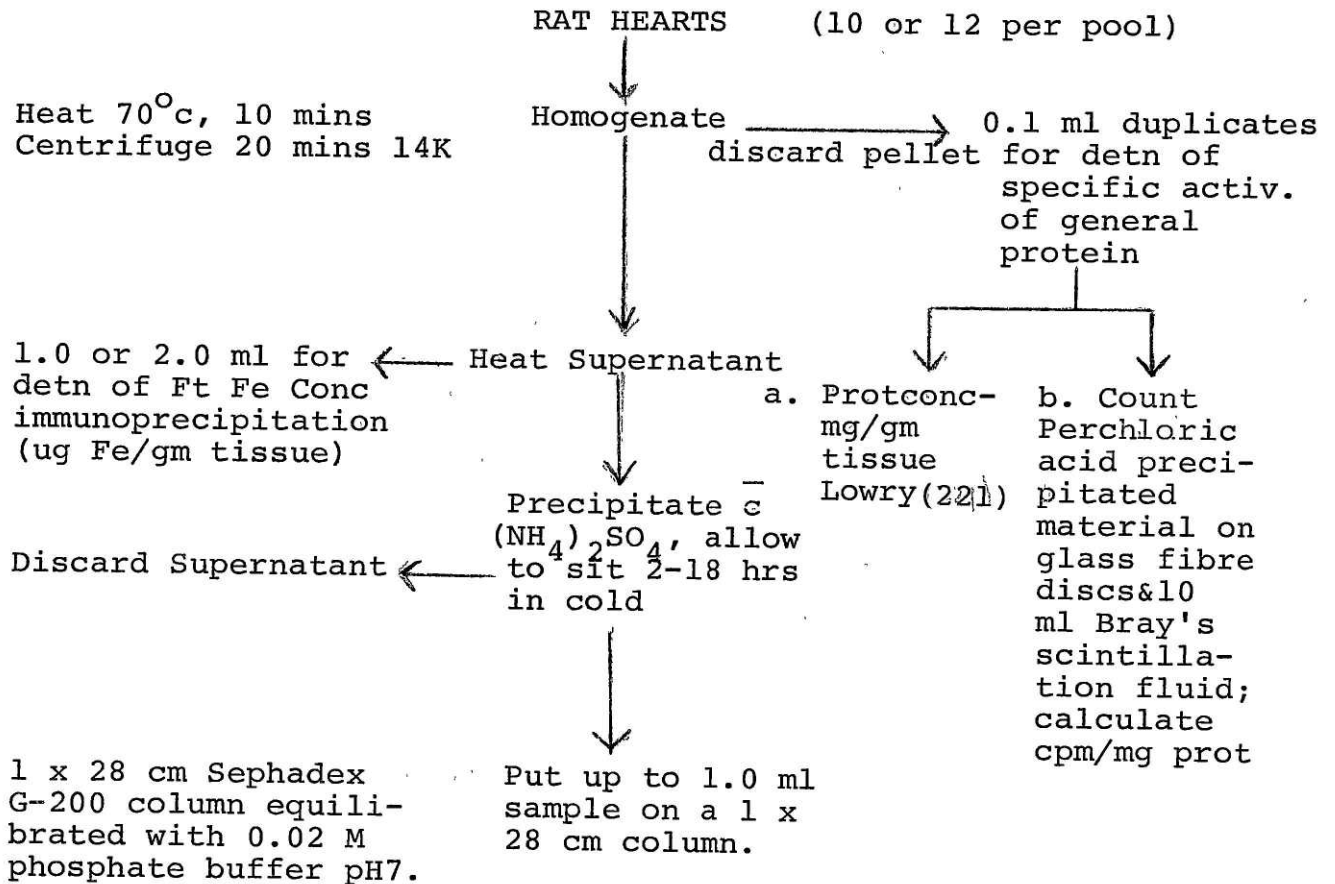 RAT HEARTS (10 or 12 per pool)
Heat 70°c, 10 mins
Centrifuge 20 mins 14K
Homogenate
discard pellet
0.1 ml duplicates
for detn of
specific activ.
of general
protein
1.0 or 2.0 ml for
detn of Ft Fe Conc
immunoprecipitation
(ug Fe/gm tissue)
Heat Supernatant
a. Protconc-
mg/gm
tissue
Lowry(221)
b. Count
Perchloric
acid preci-
pitated
material on
glass fibre
discs&10
ml Bray's
scintilla-
tion fluid;
calculate
cpm/mg prot
Precipitate c̅
(NH4)2SO4, allow
to sit 2-18 hrs
in cold
Discard Supernatant
1 x 28 cm Sephadex
G-200 column equili-
brated with 0.02 M
phosphate buffer pH7.
Put up to 1.0 ml
sample on a 1 x
28 cm column.